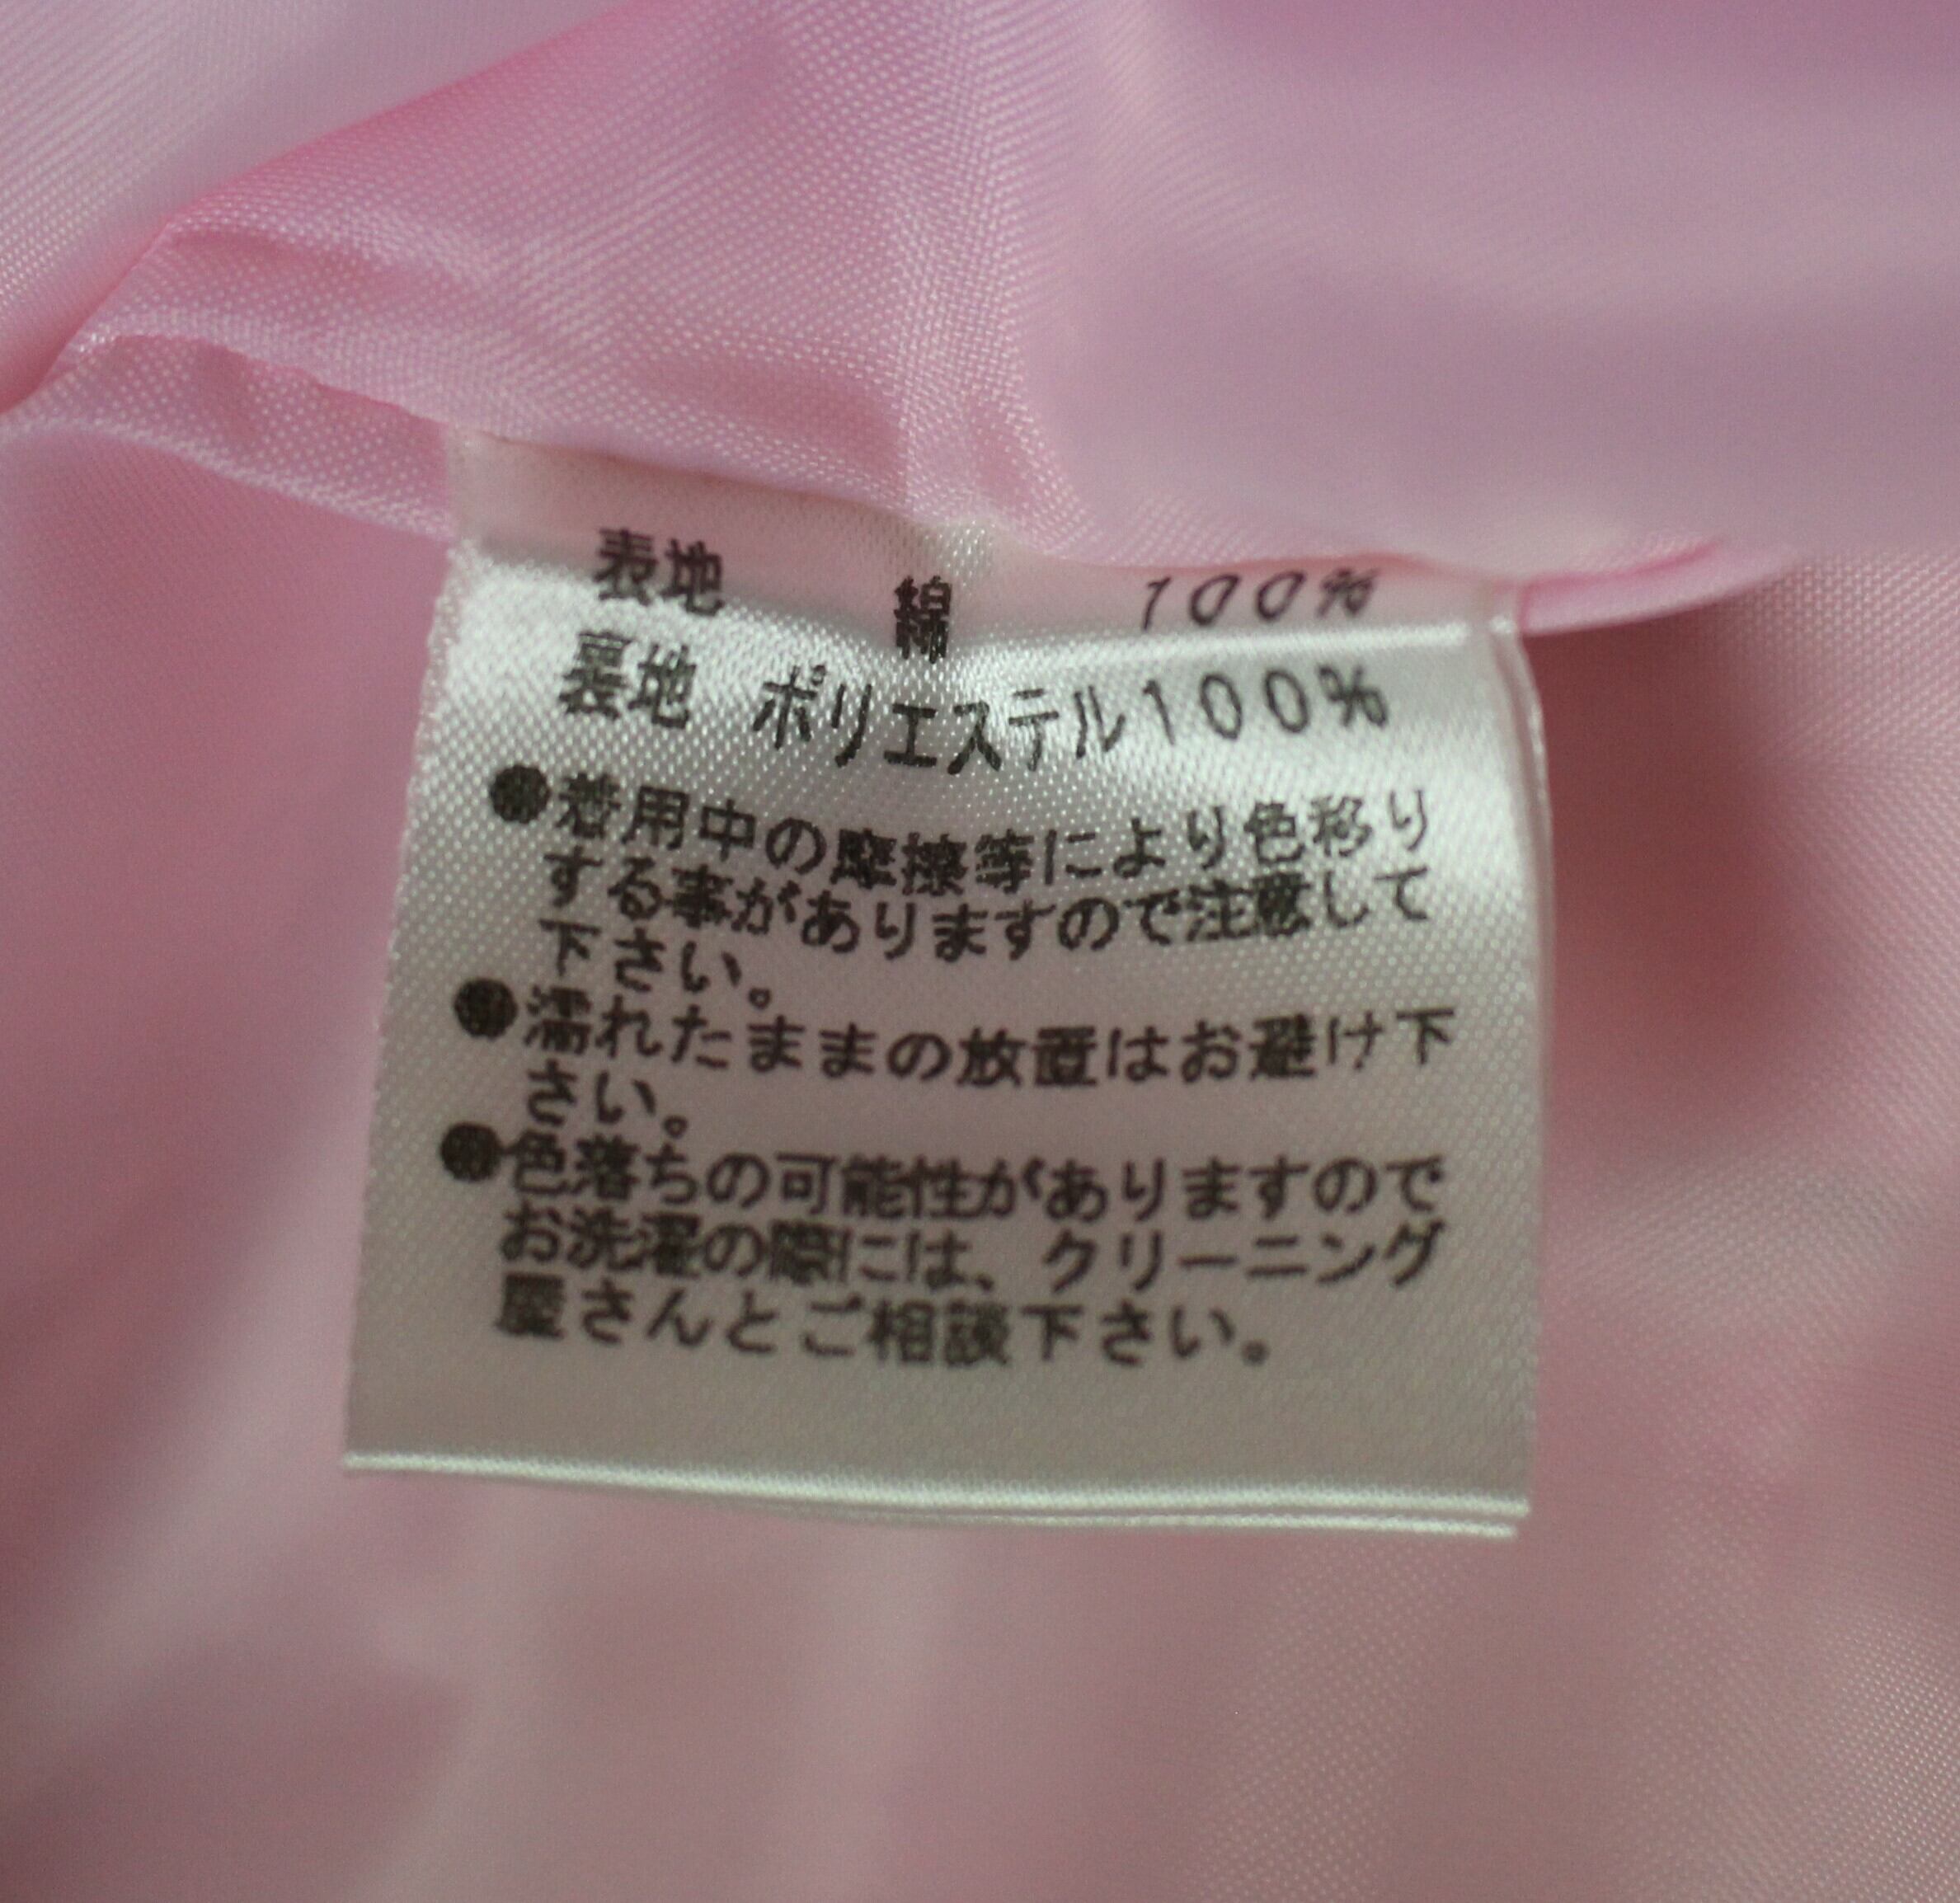 表地 綿 100%
裏地 ポリエステル100%
●着用中の摩擦等により色移り
する事がありますので注意して
下さい。
●濡れたままの放置はお避け下
さい。
●色落ちの可能性がありますので
お洗濯の際には、クリーニング
屋さんとご相談下さい。